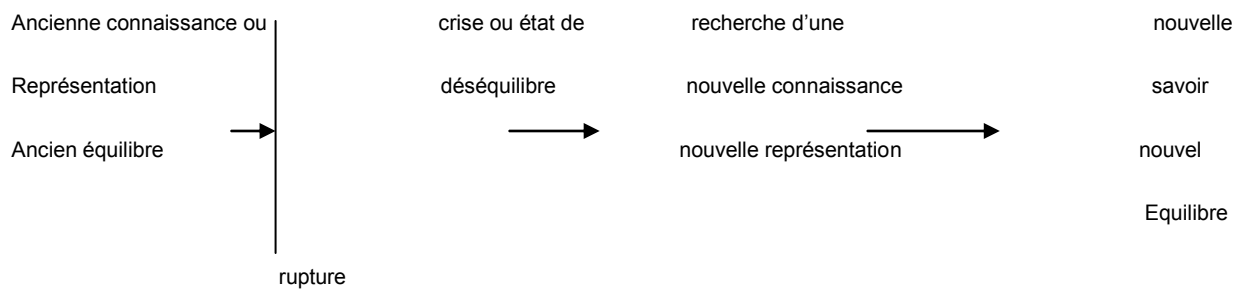 Ancienne connaissance ou
Représentation
Ancien équilibre
rupture
crise ou état de
déséquilibre
recherche d’une
nouvelle connaissance
nouvelle représentation
nouvelle
savoir
nouvel
Equilibre